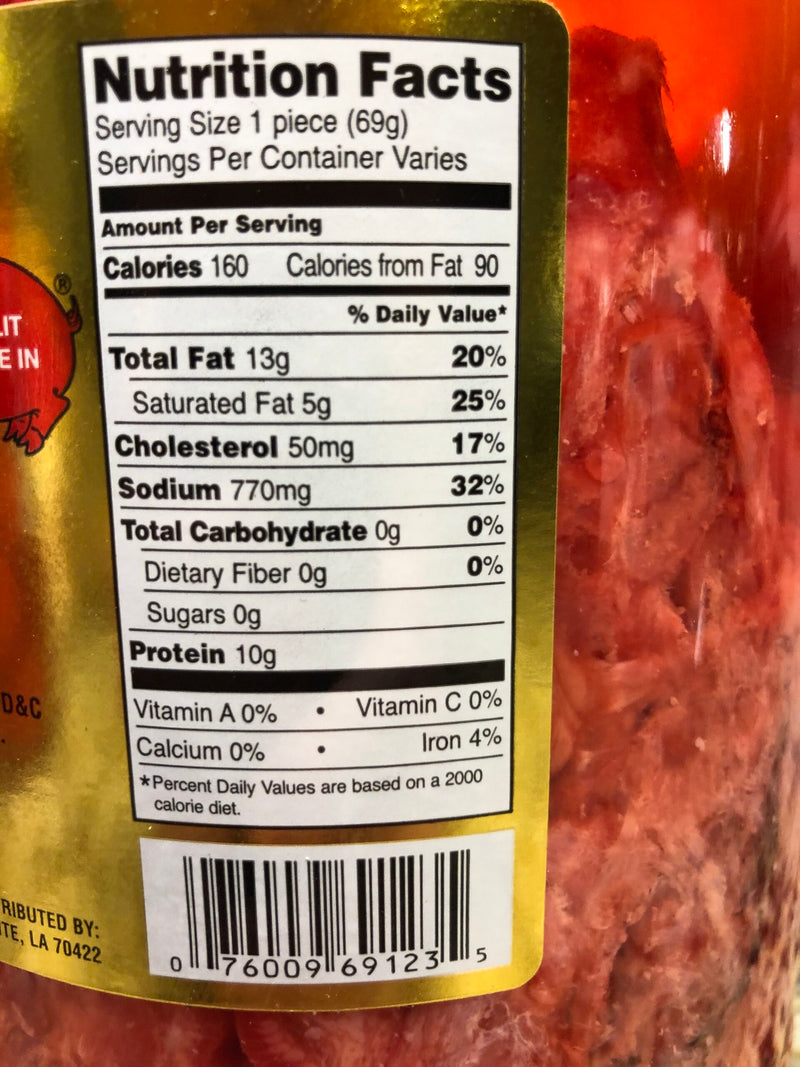 Nutrition Facts
Serving Size 1 piece (69g)
Servings Per Container Varies
Amount Per Serving
Calories 160 Calories from Fat 90
% Daily Value*
Total Fat 13g 20%
Saturated Fat 5g 25%
Cholesterol 50mg 17%
Sodium 770mg 32%
Total Carbohydrate 0g 0%
Dietary Fiber 0g 0%
Sugars 0g
Protein 10g
Vitamin A 0% • Vitamin C 0%
Calcium 0% • Iron 4%
*Percent Daily Values are based on a 2000
calorie diet.
®
E IN
D&C
BY:
LA 70422
0 76009 69123 5